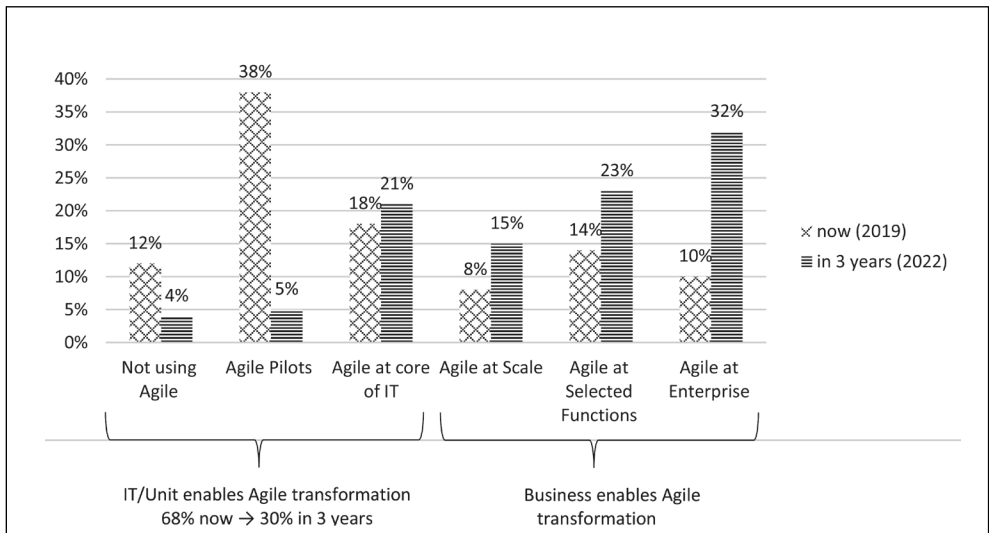 40%
35%
30%
25%
20%
15%
10%
5%
0%
12%
4%
38%
5%
18%
21%
8%
15%
14%
23%
10%
32%
Not using
Agile
Agile Pilots
Agile at core
of IT
Agile at Scale
Agile at
Selected
Functions
Agile at
Enterprise
now (2019)
in 3 years (2022)
IT/Unit enables Agile transformation
68% now → 30% in 3 years
Business enables Agile
transformation